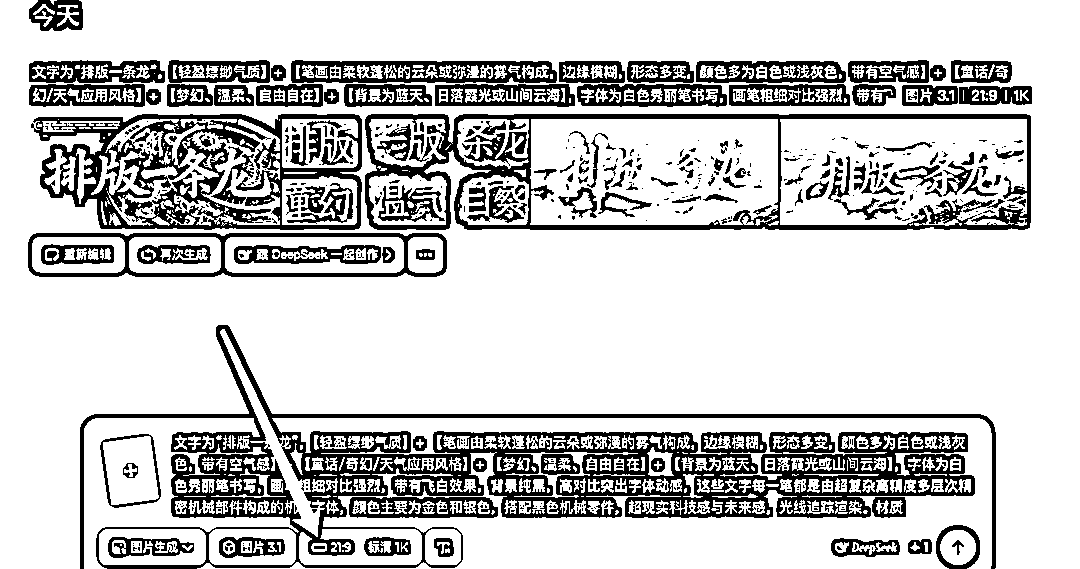 今天
文字为"排版一条龙"，【轻盈缥缈气质】+【笔画由柔软蓬松的云朵或弥漫的雾气构成，边缘模糊，形态多变，颜色多为白色或浅灰色，带有空气感】+【童话/奇
幻/天气应用风格】+【梦幻、温柔、自由自在】+【背景为蓝天、日落霞光或山间云海】，字体为白色秀丽笔书写，画笔粗细对比强烈，带有飞 图片 3.1 | 21:9 | 1K
排版一条龙
排版 版 条龙
童幻 温
排版 条龙
排版一条龙
重新编辑 再次生成 跟 DeepSeek 一起创作 > ...
文字为"排版一条龙"，【轻盈缥缈气质】+【笔画由柔软蓬松的云朵或弥漫的雾气构成，边缘模糊，形态多变，颜色多为白色或浅灰
色，带有空气感】+【童话/奇幻/天气应用风格】+【梦幻、温柔、自由自在】+【背景为蓝天、日落霞光或山间云海】，字体为白
色秀丽笔书写，画笔粗细对比强烈，带有飞白效果，背景纯黑，高对比突出字体动感，这些文字每一笔都是由超复杂高精度多层次精
密机械部件构成的机械字体，颜色主要为金色和银色，搭配黑色机械零件，超现实科技感与未来感，光线追踪渲染，材质
图片生成 图片 3.1 21:9 标清 1K T DeepSeek +1